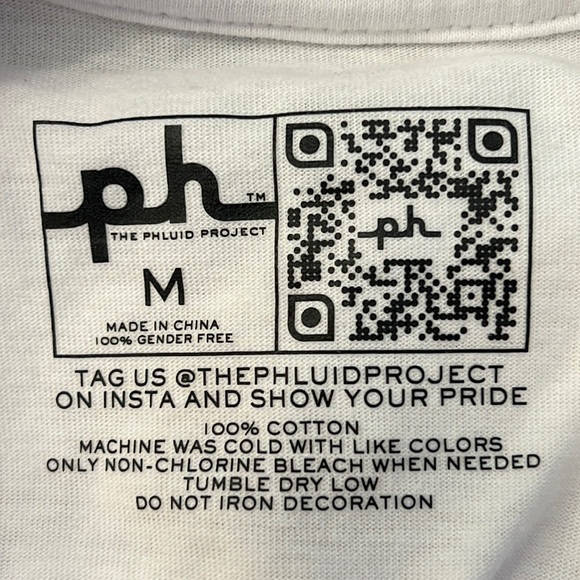 ph™
THE PHLUID PROJECT
M
MADE IN CHINA
100% GENDER FREE
ph
TAG US @THEPHLUIDPROJECT
ON INSTA AND SHOW YOUR PRIDE
100% COTTON
MACHINE WAS COLD WITH LIKE COLORS
ONLY NON-CHLORINE BLEACH WHEN NEEDED
TUMBLE DRY LOW
DO NOT IRON DECORATION